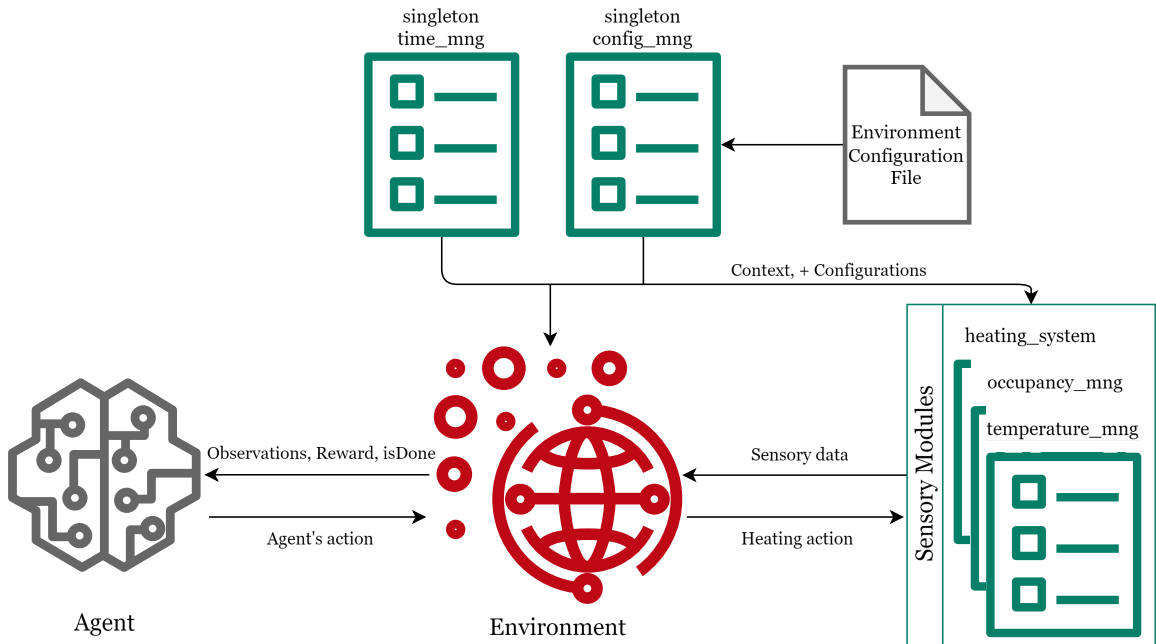 singleton
time_mng
singleton
config_mng
Environment
Configuration
File
Context, + Configurations
heating_system
occupancy_mng
temperature_mng
Sensory Modules
Observations, Reward, isDone
Agent's action
Sensory data
Heating action
Agent
Environment